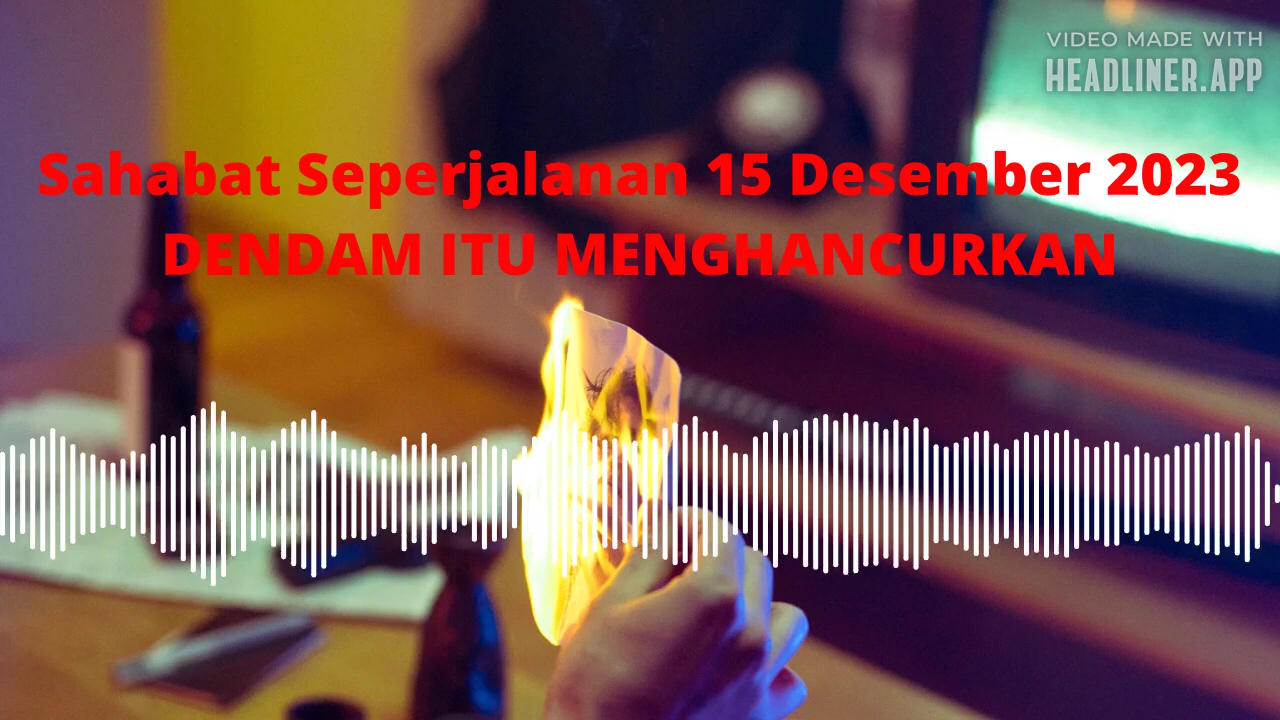 VIDEO MADE WITH
HEADLINER.APP
Sahabat Seperjalanan 15 Desember 2023
DENDAM ITU MENGHANCURKAN